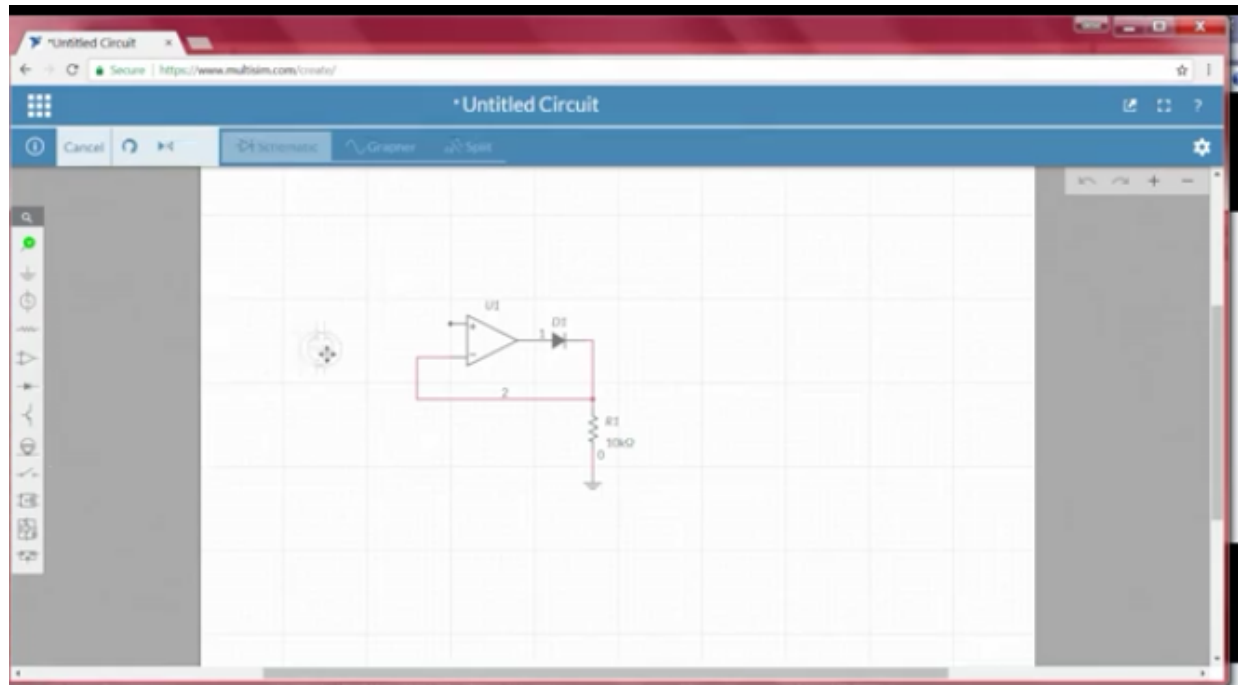 *Untitled Circuit
Secure | https://www.multisim.com/create/
*Untitled Circuit
Cancel
Schematic
Grapher
Split
U1
D1
1
2
R1
10kΩ
0